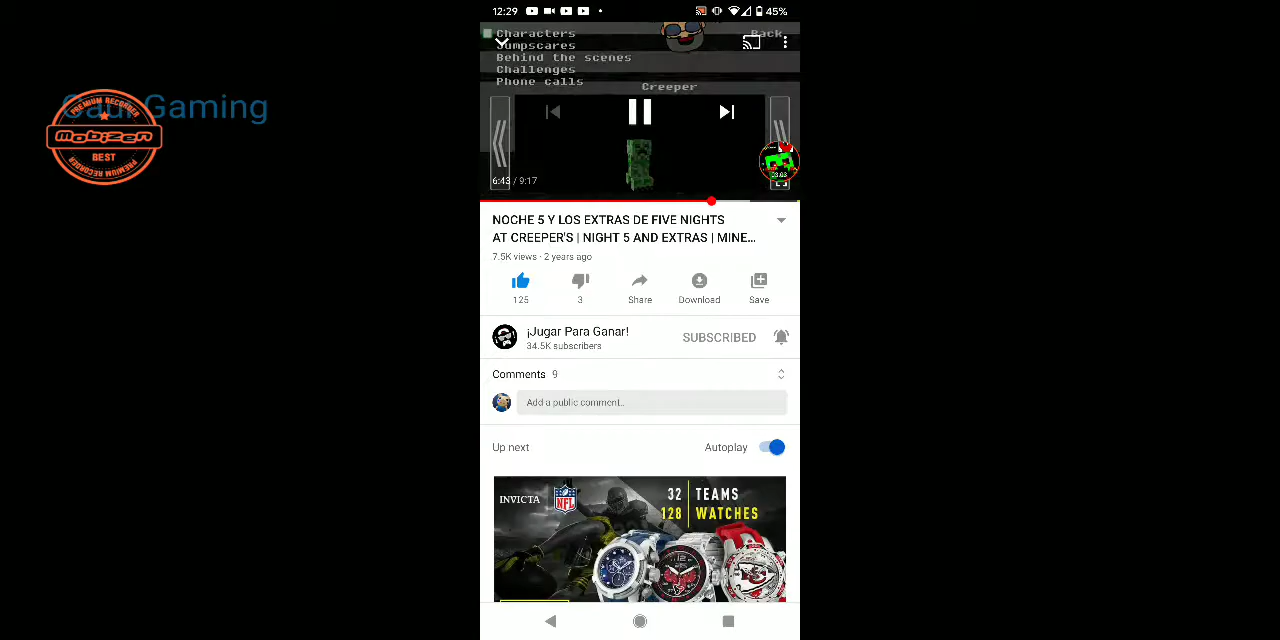 12:29
45%
Characters
Back
Jumpscares
Behind the scenes
Challenges
Phone calls
Creeper
Gaming
PREMIUM RECORDER
Mobizen
BEST
PREMIUM RECORDER
03:03
6:43 / 9:17
NOCHE 5 Y LOS EXTRAS DE FIVE NIGHTS
AT CREEPER'S | NIGHT 5 AND EXTRAS | MINE...
7.5K views · 2 years ago
125
3
Share
Download
Save
¡Jugar Para Ganar!
34.5K subscribers
SUBSCRIBED
Comments 9
Add a public comment...
Up next
Autoplay
INVICTA
NFL
32 TEAMS
128 WATCHES